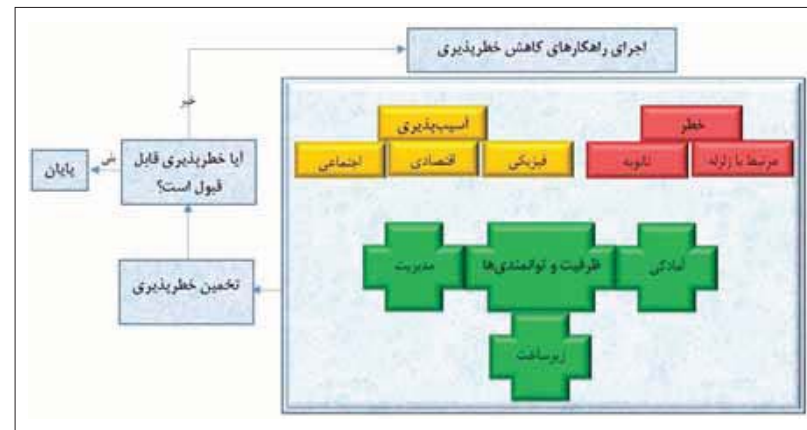 اجرای راهکارهای کاهش خطرپذیری
خطر
مرتبط با زلزله
ثانویه
آسیب‌پذیری
فیزیکی
اقتصادی
اجتماعی
آمادگی
ظرفیت و توانمندی‌ها
مدیریت
زیرساخت
تخمین خطرپذیری
آیا خطرپذیری قابل
قبول است؟
خیر
بلی
پایان